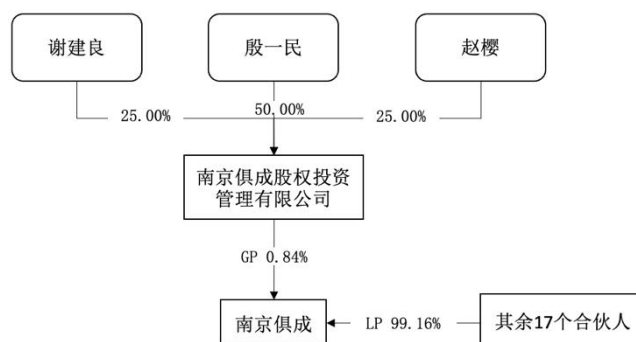 谢建良
殷一民
赵樱
25.00%
50.00%
25.00%
南京俱成股权投资
管理有限公司
GP 0.84%
南京俱成
LP 99.16%
其余17个合伙人